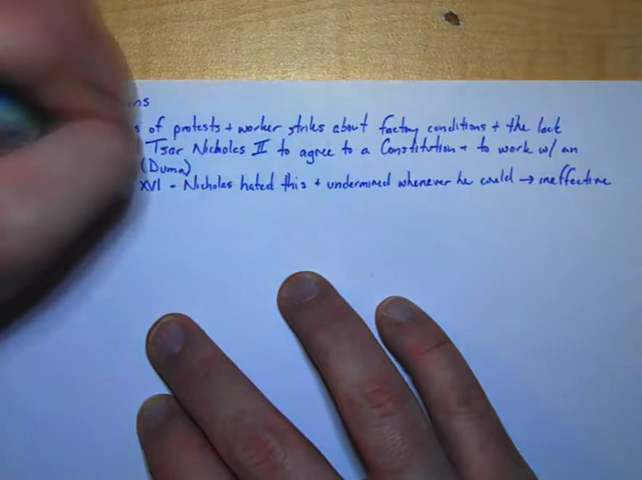 ns
s of protests + worker strikes about factory conditions + the lack
Tsar Nicholas II to agree to a Constitution + to work w/ an
(Duma)
XVI - Nicholas hated this + undermined whenever he could → ineffective